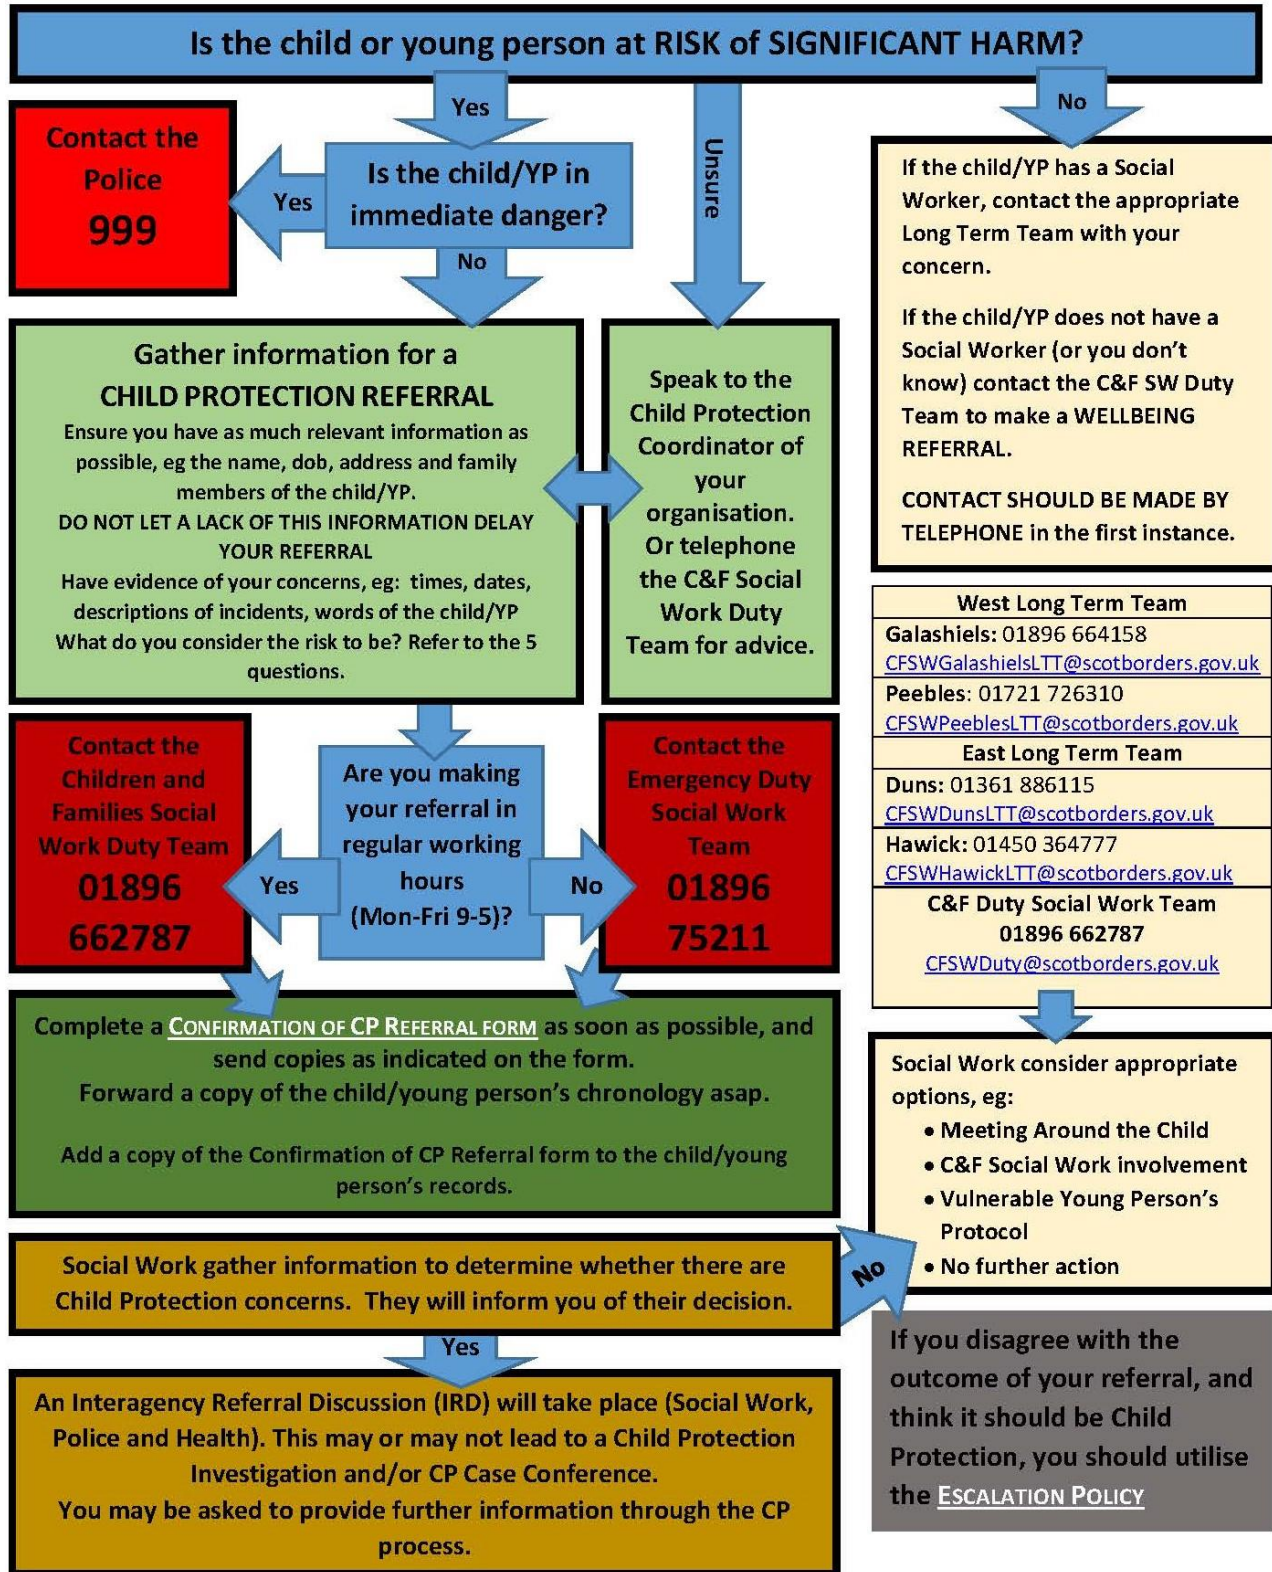 Is the child or young person at RISK of SIGNIFICANT HARM?
Yes
Unsure
No
Contact the
Police
999
Yes
Is the child/YP in
immediate danger?
No
If the child/YP has a Social
Worker, contact the appropriate
Long Term Team with your
concern.
If the child/YP does not have a
Social Worker (or you don't
know) contact the C&F SW Duty
Team to make a WELLBEING
REFERRAL.
CONTACT SHOULD BE MADE BY
TELEPHONE in the first instance.
Gather information for a
CHILD PROTECTION REFERRAL
Ensure you have as much relevant information as
possible, eg the name, dob, address and family
members of the child/YP.
DO NOT LET A LACK OF THIS INFORMATION DELAY
YOUR REFERRAL
Have evidence of your concerns, eg: times, dates,
descriptions of incidents, words of the child/YP
What do you consider the risk to be? Refer to the 5
questions.
Speak to the
Child Protection
Coordinator of
your
organisation.
Or telephone
the C&F Social
Work Duty
Team for advice.
West Long Term Team
Galashiels: 01896 664158
CFSWGalashielsLTT@scotborders.gov.uk
Peebles: 01721 726310
CFSWPeeblesLTT@scotborders.gov.uk
East Long Term Team
Duns: 01361 886115
CFSWDunsLTT@scotborders.gov.uk
Hawick: 01450 364777
CFSWHawickLTT@scotborders.gov.uk
C&F Duty Social Work Team
01896 662787
CFSWDuty@scotborders.gov.uk
Contact the
Children and
Families Social
Work Duty Team
01896
662787
Yes
Are you making
your referral in
regular working
hours
(Mon-Fri 9-5)?
No
Contact the
Emergency Duty
Social Work
Team
01896
75211
Complete a CONFIRMATION OF CP REFERRAL FORM as soon as possible, and
send copies as indicated on the form.
Forward a copy of the child/young person's chronology asap.
Add a copy of the Confirmation of CP Referral form to the child/young
person's records.
Social Work consider appropriate
options, eg:
• Meeting Around the Child
• C&F Social Work involvement
• Vulnerable Young Person's
Protocol
• No further action
Social Work gather information to determine whether there are
Child Protection concerns. They will inform you of their decision.
No
Yes
An Interagency Referral Discussion (IRD) will take place (Social Work,
Police and Health). This may or may not lead to a Child Protection
Investigation and/or CP Case Conference.
You may be asked to provide further information through the CP
process.
If you disagree with the
outcome of your referral, and
think it should be Child
Protection, you should utilise
the ESCALATION POLICY